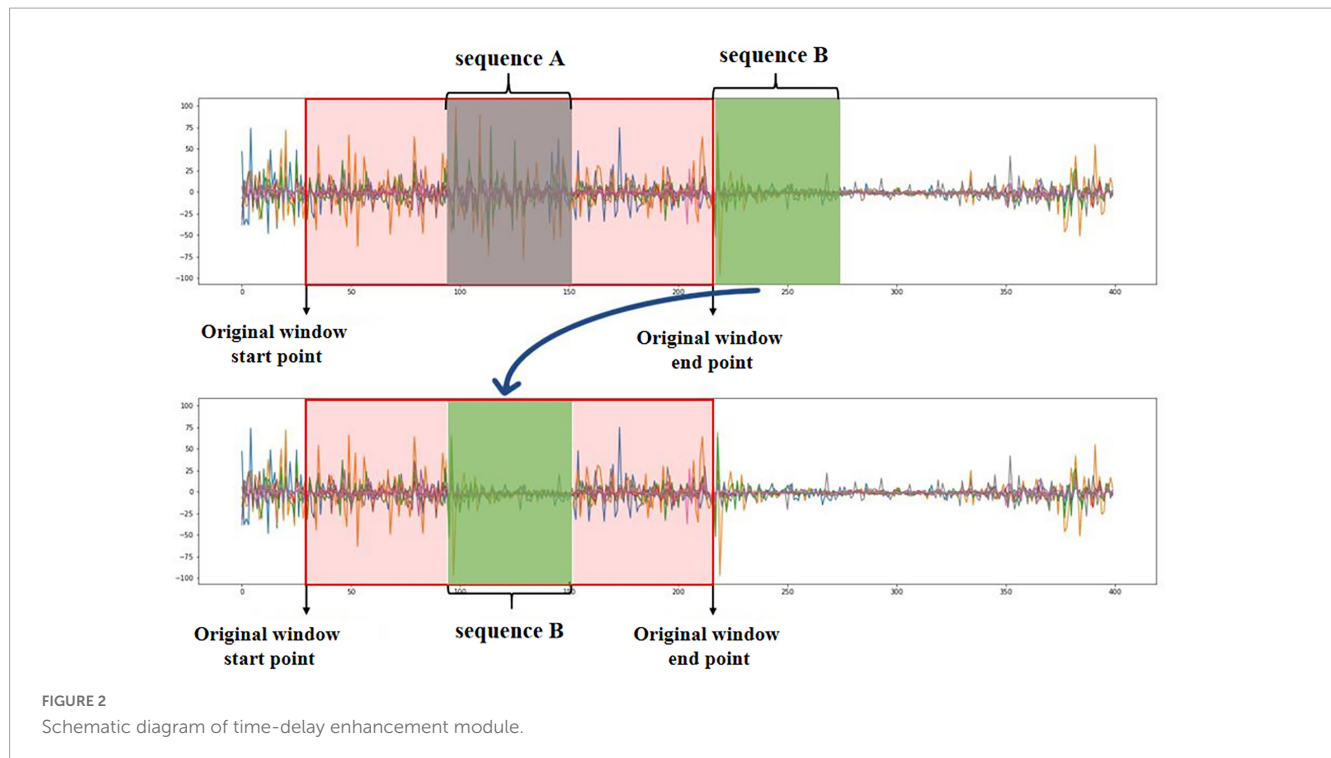 sequence A
sequence B
100
75
50
25
0
−25
−50
−75
−100
0 50 100 150 200 250 300 350 400
Original window
start point
Original window
end point
100
75
50
25
0
−25
−50
−75
−100
0 50 100 150 200 250 300 350 400
Original window
start point
sequence B
Original window
end point
FIGURE 2
Schematic diagram of time-delay enhancement module.